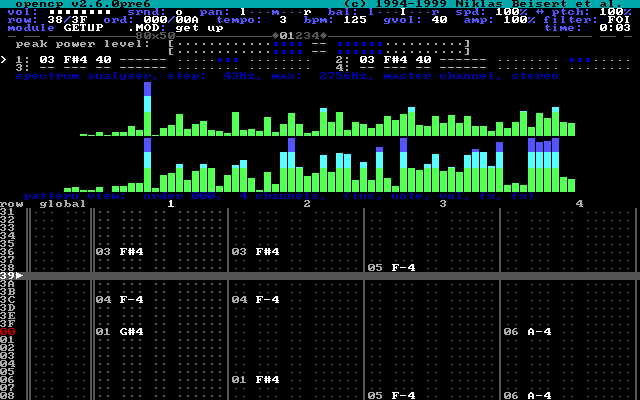 opencp v2.6.0pre6 (c) 1994-1999 Niklas Beisert et al.
vol: srnd: o pan: l...m...r bal: l...I...r spd: 100% = ptch: 100%
row: 38/3F ord: 000/00A tempo: 3 bpm: 125 gvol: 40 amp: 100% filter: FOI
module GETUP .MOD: get up time: 0:03
80x50 01234
peak power level:
1: 03 F#4 40 2: 03 F#4 40
3: 4:
spectrum analyser, step: 43Hz, max: 2756Hz, master channel, stereo
pattern view: order 000, 4 channels, (ins, note, vol, fx, fx)
row global 1 2 3 4
31
32
33
34
35
36 03 F#4 03 F#4
37
38 05 F-4
39
3A
3B
3C 04 F-4 04 F-4
3D
3E
3F
00 01 G#4 06 A-4
01
02
03
04
05
06 01 F#4
07
08 05 F-4 06 A-4